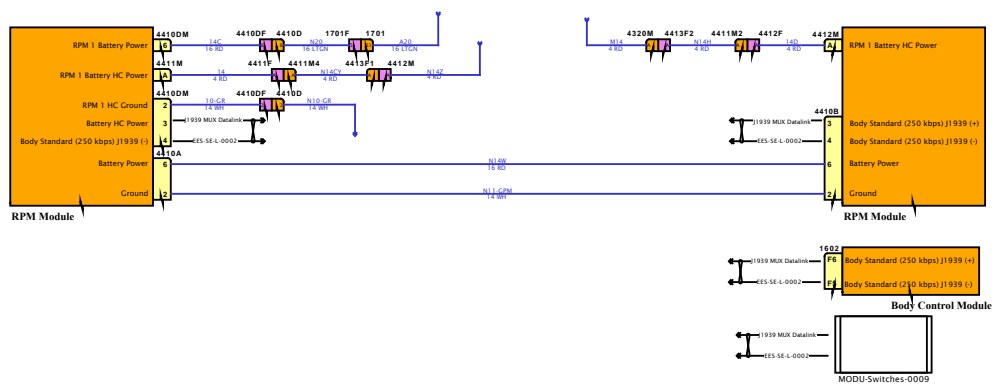 4410DM
RPM 1 Battery Power
6
14C
16 RD
4410DF
4410D
N20
16 LTGN
1701F
1701
A20
16 LTGN
4411M
RPM 1 Battery HC Power
A
14
4 RD
4411F
4411M4
N14CY
4 RD
4413F1
4412M
N14Z
4 RD
4410DM
RPM 1 HC Ground
2
10-GR
14 WH
4410DF
4410D
N10-GR
14 WH
Battery HC Power
3
J1939 MUX Datalink
Body Standard (250 kbps) J1939 (-)
4
EES-SE-L-0002
4410A
Battery Power
6
N14W
16 RD
Ground
2
N11-GPM
14 WH
RPM Module
M14
4 RD
4320M
4413F2
N14H
4 RD
4411M2
4412F
14D
4 RD
4412M
A
RPM 1 Battery HC Power
4410B
J1939 MUX Datalink
3
Body Standard (250 kbps) J1939 (+)
EES-SE-L-0002
4
Body Standard (250 kbps) J1939 (-)
6
Battery Power
2
Ground
RPM Module
1602
J1939 MUX Datalink
F6
Body Standard (250 kbps) J1939 (+)
EES-SE-L-0002
Body Standard (250 kbps) J1939 (-)
Body Control Module
J1939 MUX Datalink
EES-SE-L-0002
MODU-Switches-0009